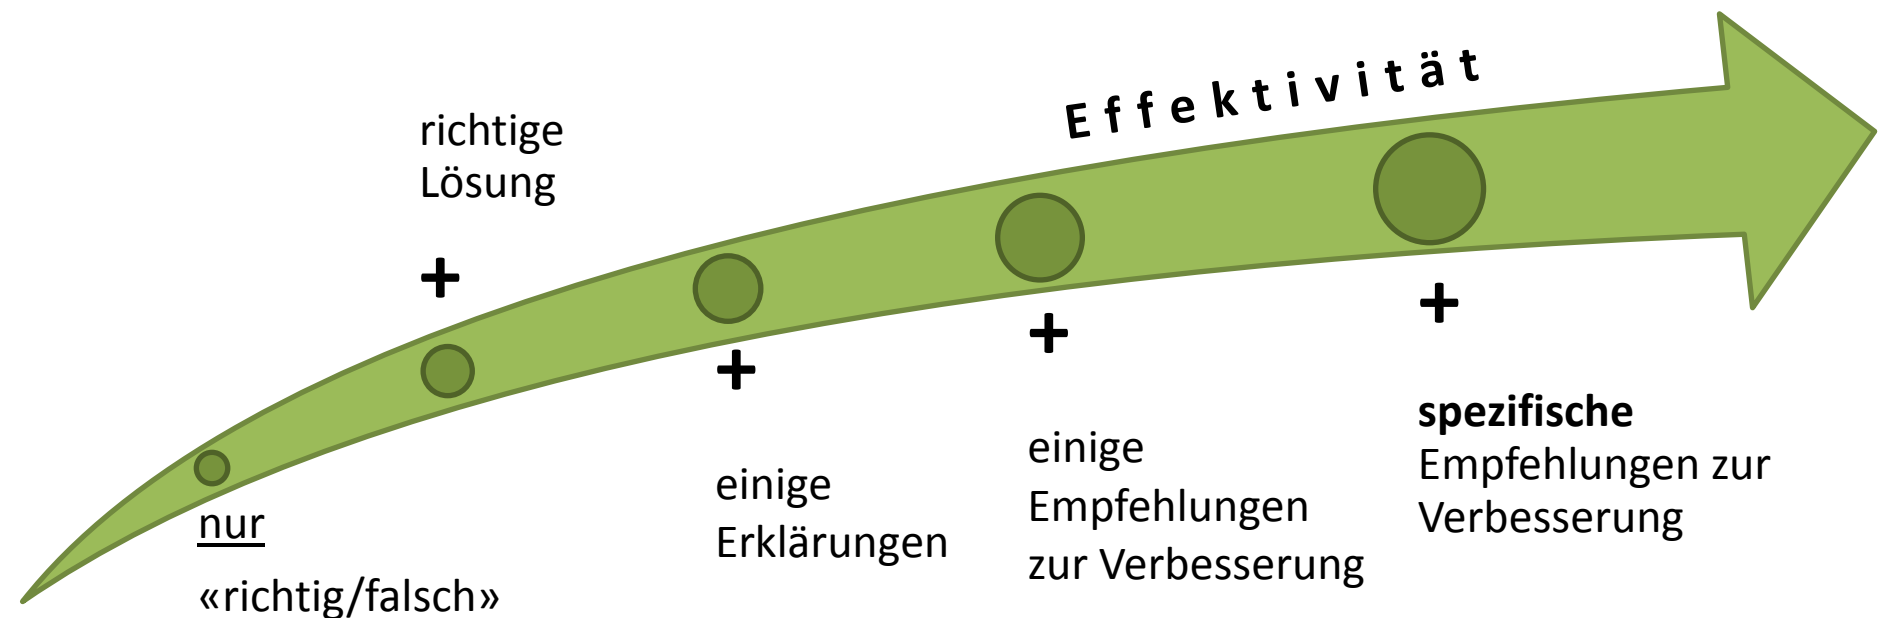 Effektivität
richtige
Lösung
+
+
+
+
nur
«richtig/falsch»
einige
Erklärungen
einige
Empfehlungen
zur Verbesserung
spezifische
Empfehlungen zur
Verbesserung